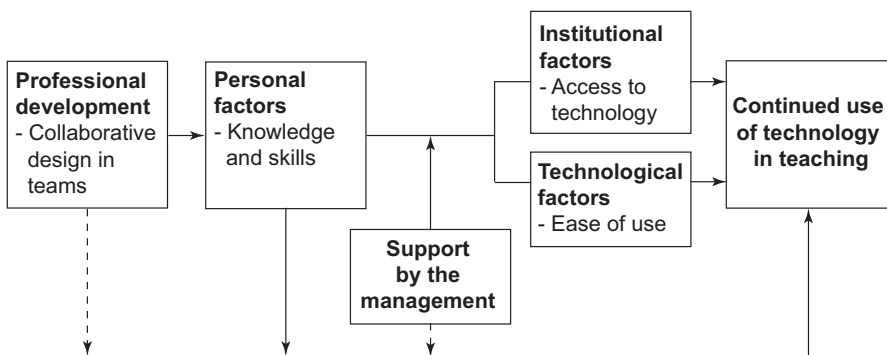 Professional
development
- Collaborative
design in
teams
Personal
factors
- Knowledge
and skills
Support
by the
management
Institutional
factors
- Access to
technology
Technological
factors
- Ease of use
Continued use
of technology
in teaching